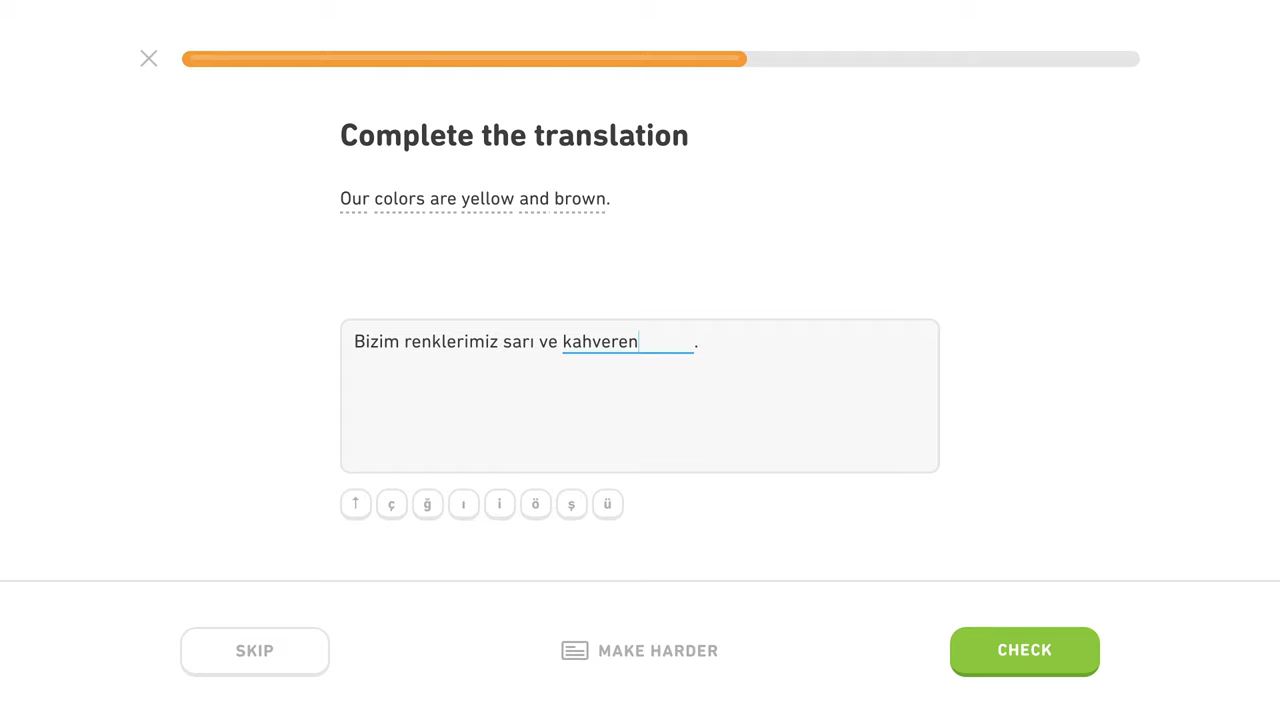 Complete the translation
Our colors are yellow and brown.
Bizim renklerimiz sarı ve kahveren .
↑ ç ğ ı i ö ş ü
SKIP
MAKE HARDER
CHECK